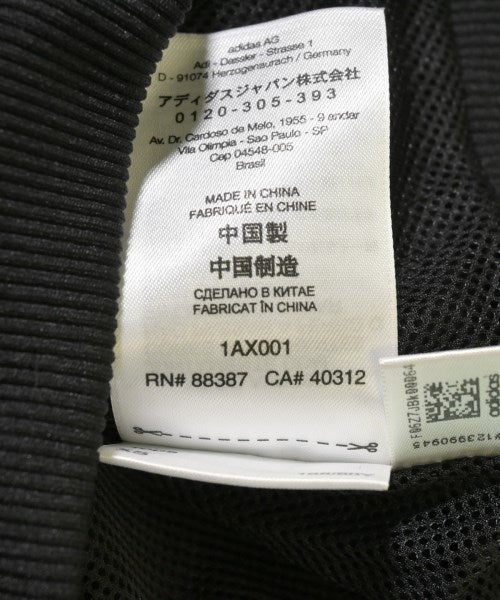 adidas AG
Adi - Dassler - Strasse 1
D - 91074 Herzogenaurach / Germany
アディダスジャパン株式会社
0120-305-393
Av. Dr. Cardoso de Melo, 1955 - 9 andar
Vila Olimpia - Sao Paulo - SP
Cep 04548-005
Brasil
MADE IN CHINA
FABRIQUÉ EN CHINE
中国製
中国制造
СДЕЛАНО В КИТАЕ
FABRICAT ÎN CHINA
1AX001
RN# 88387 CA# 40312
F06Z7JBk00064
adidas